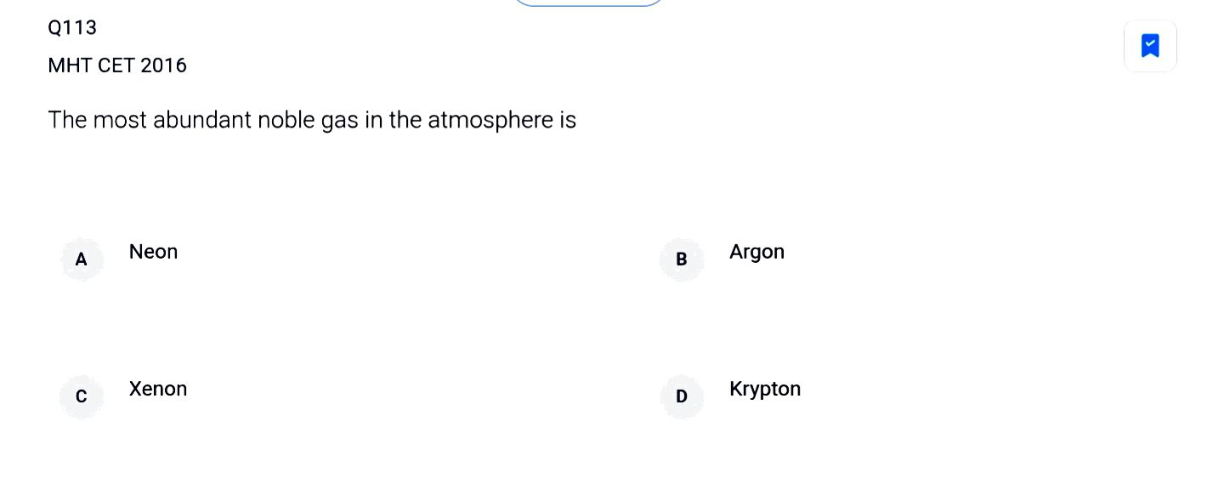 Q113
MHT CET 2016
The most abundant noble gas in the atmosphere is
A Neon
B Argon
C Xenon
D Krypton